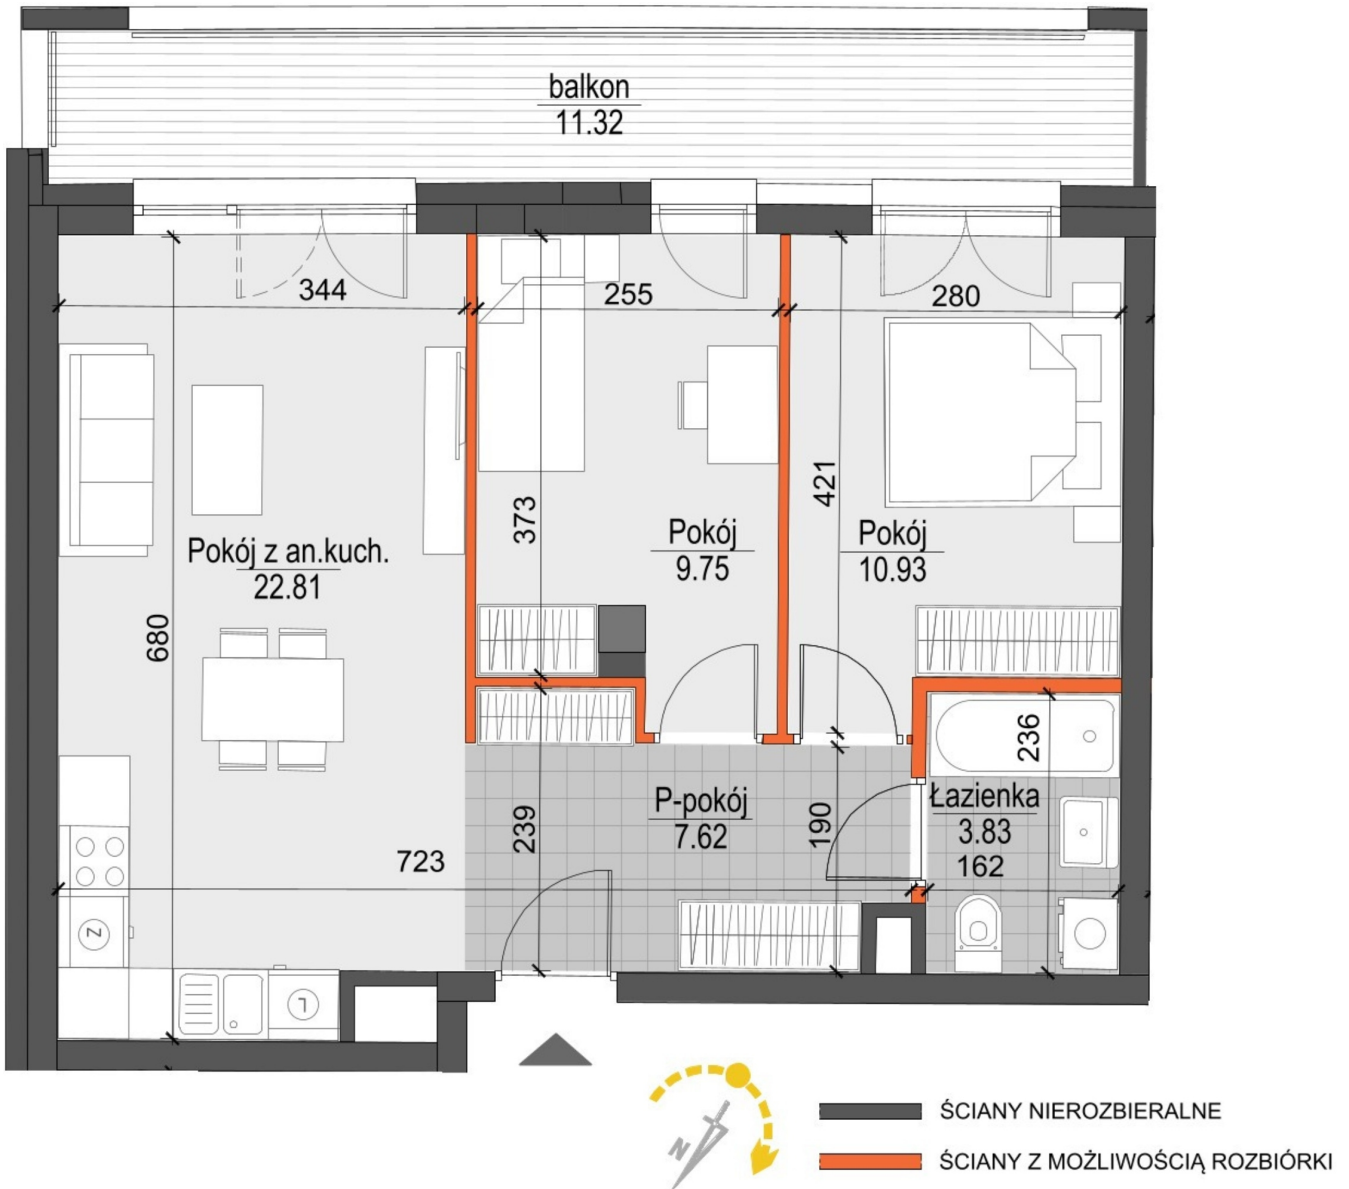 balkon
11.32
344
255
280
373
421
Pokój
9.75
Pokój
10.93
Pokój z an.kuch.
22.81
680
236
P-pokój
7.62
Łazienka
3.83
162
239
190
723
Z
L
N
ŚCIANY NIEROZBIERALNE
ŚCIANY Z MOŻLIWOŚCIĄ ROZBIÓRKI